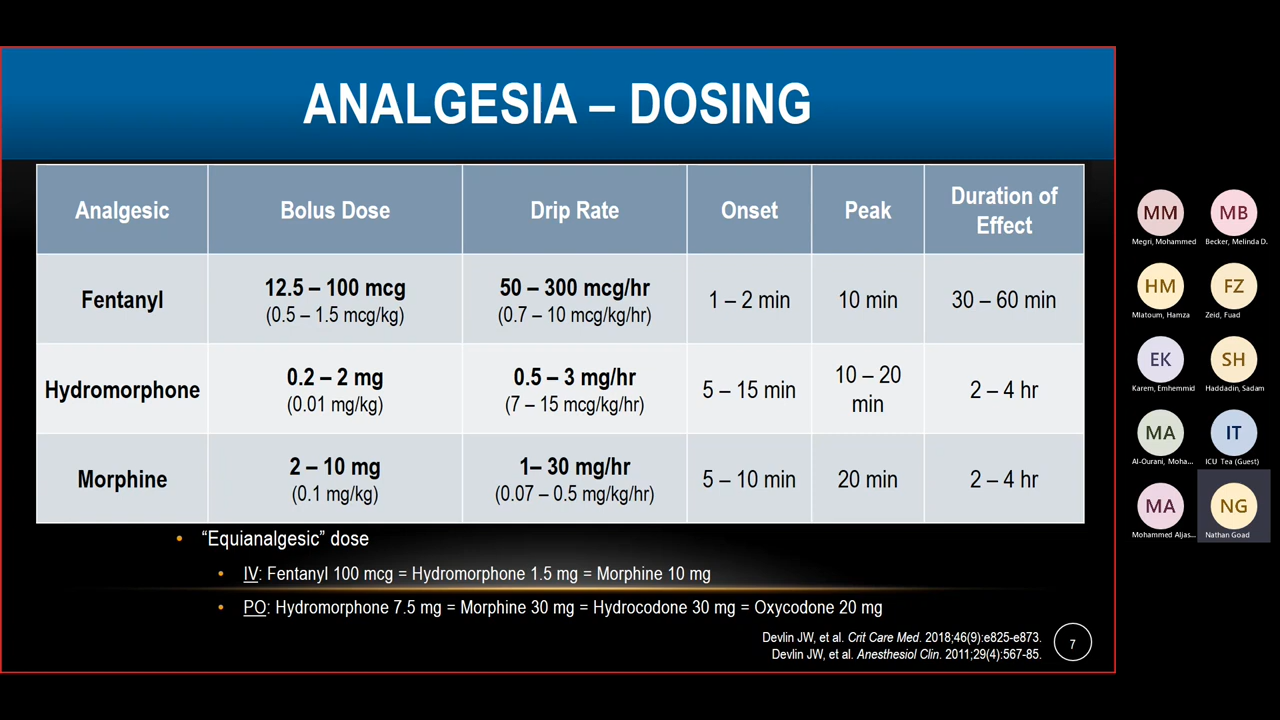 ANALGESIA – DOSING
Analgesic
Bolus Dose
Drip Rate
Onset
Peak
Duration of
Effect
Fentanyl
12.5 – 100 mcg
(0.5 – 1.5 mcg/kg)
50 – 300 mcg/hr
(0.7 – 10 mcg/kg/hr)
1 – 2 min
10 min
30 – 60 min
Hydromorphone
0.2 – 2 mg
(0.01 mg/kg)
0.5 – 3 mg/hr
(7 – 15 mcg/kg/hr)
5 – 15 min
10 – 20
min
2 – 4 hr
Morphine
2 – 10 mg
(0.1 mg/kg)
1– 30 mg/hr
(0.07 – 0.5 mg/kg/hr)
5 – 10 min
20 min
2 – 4 hr
• “Equianalgesic” dose
• IV: Fentanyl 100 mcg = Hydromorphone 1.5 mg = Morphine 10 mg
• PO: Hydromorphone 7.5 mg = Morphine 30 mg = Hydrocodone 30 mg = Oxycodone 20 mg
Devlin JW, et al. Crit Care Med. 2018;46(9):e825-e873.
Devlin JW, et al. Anesthesiol Clin. 2011;29(4):567-85.
7
MM
Megri, Mohammed
MB
Becker, Melinda D.
HM
Mlatoum, Hamza
FZ
Zeid, Fuad
EK
Karem, Emhemmid
SH
Haddadin, Sadam
MA
Al-Ourani, Moha...
IT
ICU Tea (Guest)
MA
Mohammed Aljas...
NG
Nathan Goad